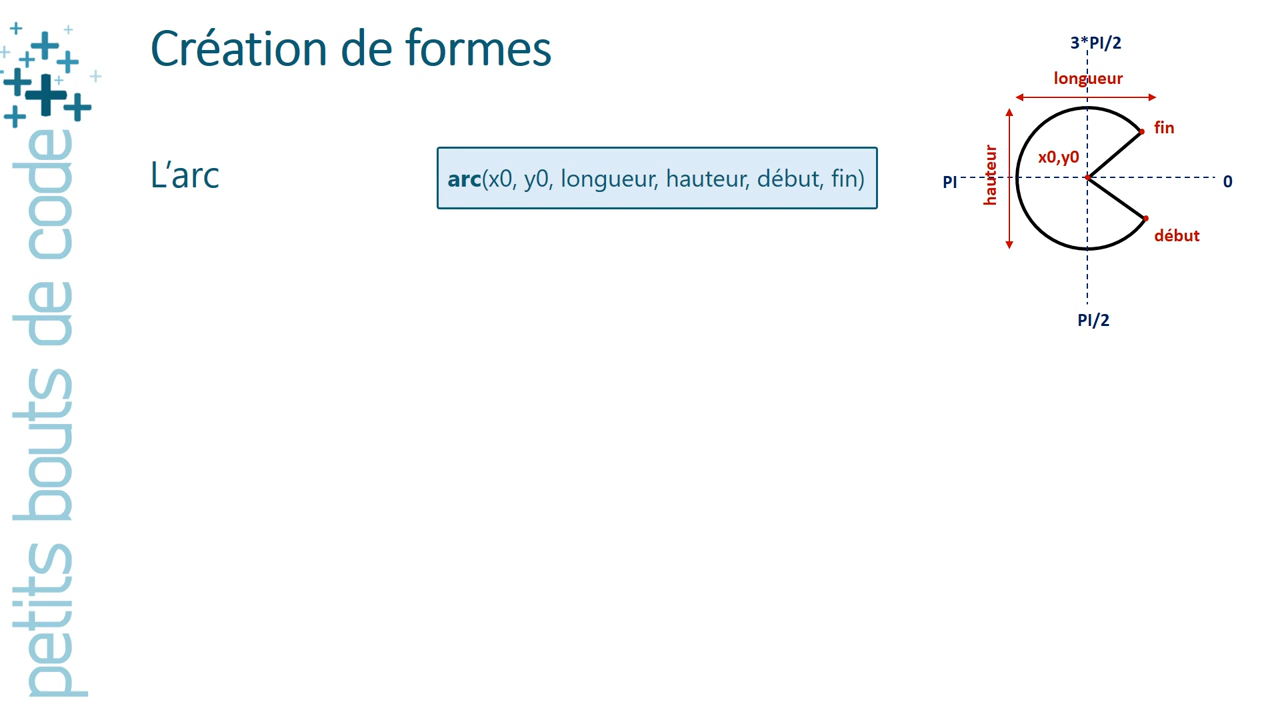 Création de formes
L'arc
arc(x0, y0, longueur, hauteur, début, fin)
3*PI/2
longueur
fin
x0,y0
hauteur
PI
0
début
PI/2
petits bouts de code